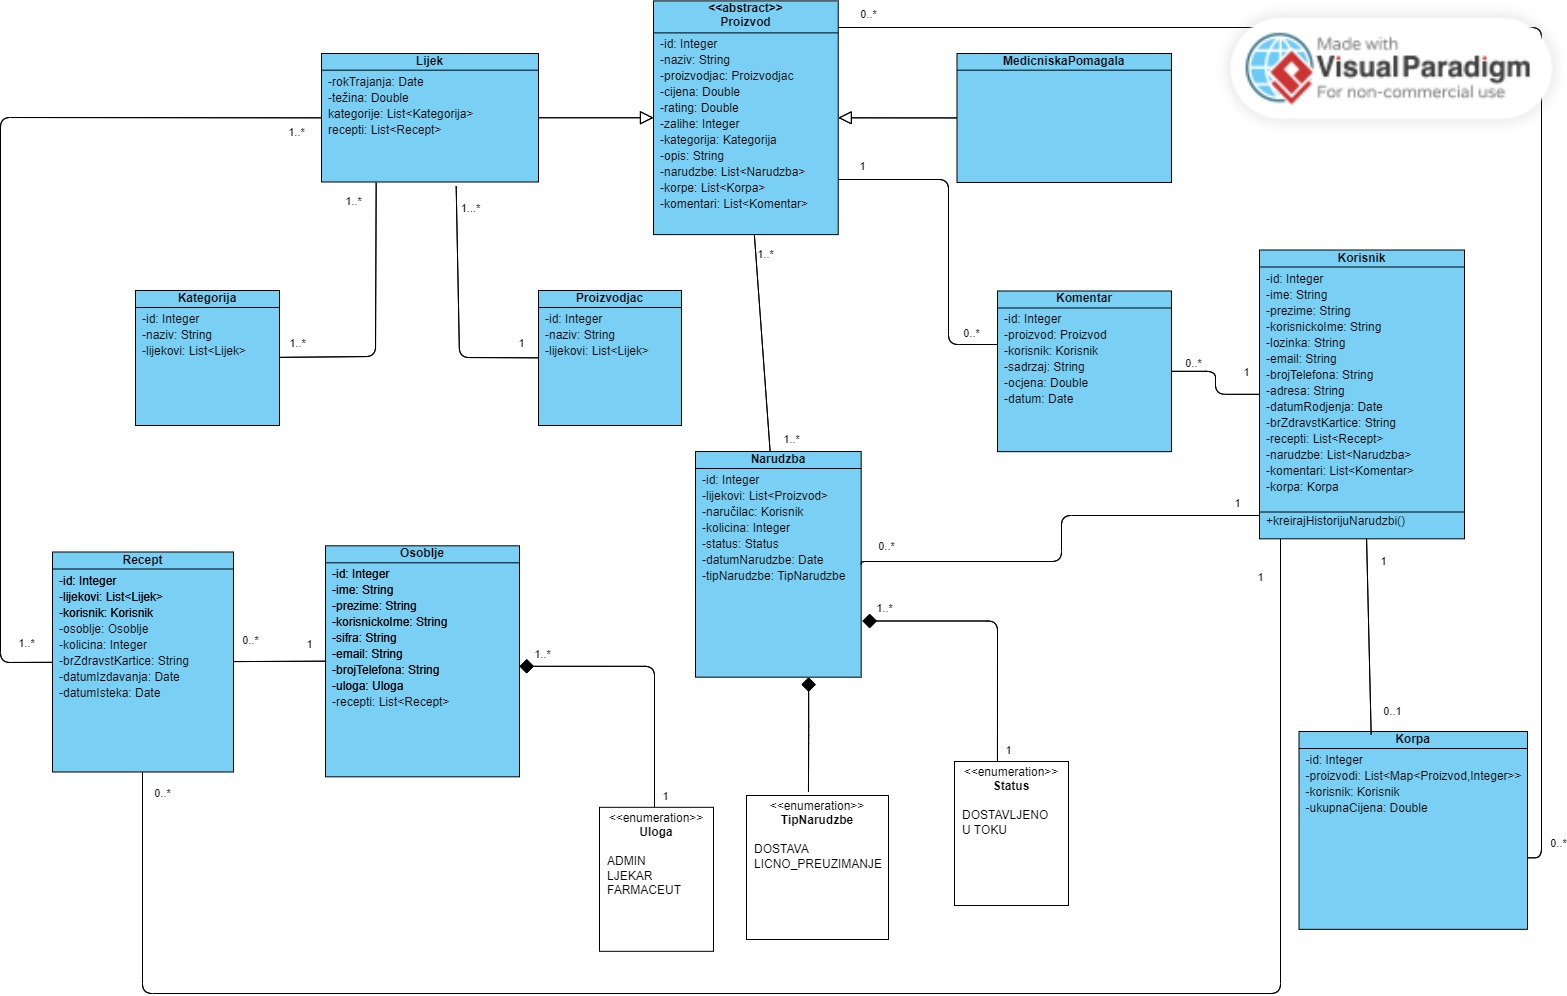 <<abstract>>
Proizvod
-id: Integer
-naziv: String
-proizvodjac: Proizvodjac
-cijena: Double
-rating: Double
-zalihe: Integer
-kategorija: Kategorija
-opis: String
-narudzbe: List<Narudzba>
-korpe: List<Korpa>
-komentari: List<Komentar>
0..*
Made with
VisualParadigm
For non-commercial use
Lijek
-rokTrajanja: Date
-težina: Double
kategorije: List<Kategorija>
recepti: List<Recept>
MedicniskaPomagala
1..*
1
1..*
1...*
1..*
Kategorija
-id: Integer
-naziv: String
-lijekovi: List<Lijek>
1..*
Proizvodjac
-id: Integer
-naziv: String
-lijekovi: List<Lijek>
1
Komentar
-id: Integer
-proizvod: Proizvod
-korisnik: Korisnik
-sadrzaj: String
-ocjena: Double
-datum: Date
0..*
0..*
1
Korisnik
-id: Integer
-ime: String
-prezime: String
-korisnickoIme: String
-lozinka: String
-email: String
-brojTelefona: String
-adresa: String
-datumRodjenja: Date
-brZdravstKartice: String
-recepti: List<Recept>
-narudzbe: List<Narudzba>
-komentari: List<Komentar>
-korpa: Korpa
+kreirajHistorijuNarudzbi()
1..*
Narudzba
-id: Integer
-lijekovi: List<Proizvod>
-naručilac: Korisnik
-kolicina: Integer
-status: Status
-datumNarudzbe: Date
-tipNarudzbe: TipNarudzbe
0..*
1
1
1
Recept
-id: Integer
-lijekovi: List<Lijek>
-korisnik: Korisnik
-osoblje: Osoblje
-kolicina: Integer
-brZdravstKartice: String
-datumIzdavanja: Date
-datumIsteka: Date
1..*
0..*
1
0..*
Osoblje
-id: Integer
-ime: String
-prezime: String
-korisnickoIme: String
-sifra: String
-email: String
-brojTelefona: String
-uloga: Uloga
-recepti: List<Recept>
1..*
1
1..*
1
0..1
<<enumeration>>
Uloga
ADMIN
LJEKAR
FARMACEUT
<<enumeration>>
TipNarudzbe
DOSTAVA
LICNO_PREUZIMANJE
<<enumeration>>
Status
DOSTAVLJENO
U TOKU
Korpa
-id: Integer
-proizvodi: List<Map<Proizvod,Integer>>
-korisnik: Korisnik
-ukupnaCijena: Double
0..*